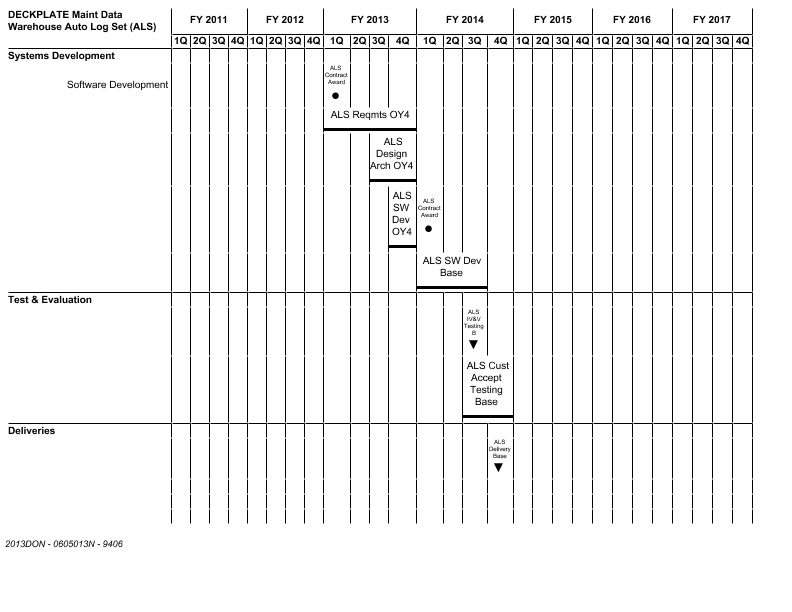 DECKPLATE Maint Data
Warehouse Auto Log Set (ALS)
FY 2011 FY 2012 FY 2013 FY 2014 FY 2015 FY 2016 FY 2017
1Q 2Q 3Q 4Q 1Q 2Q 3Q 4Q 1Q 2Q 3Q 4Q 1Q 2Q 3Q 4Q 1Q 2Q 3Q 4Q 1Q 2Q 3Q 4Q 1Q 2Q 3Q 4Q
Systems Development
Software Development
ALS
Contract
Award
ALS Reqmts OY4
ALS
Design
Arch OY4
ALS
SW
Dev
OY4
ALS
Contract
Award
ALS SW Dev
Base
Test & Evaluation
ALS
IV&V
Testing
B
ALS Cust
Accept
Testing
Base
Deliveries
ALS
Delivery
Base
2013DON - 0605013N - 9406